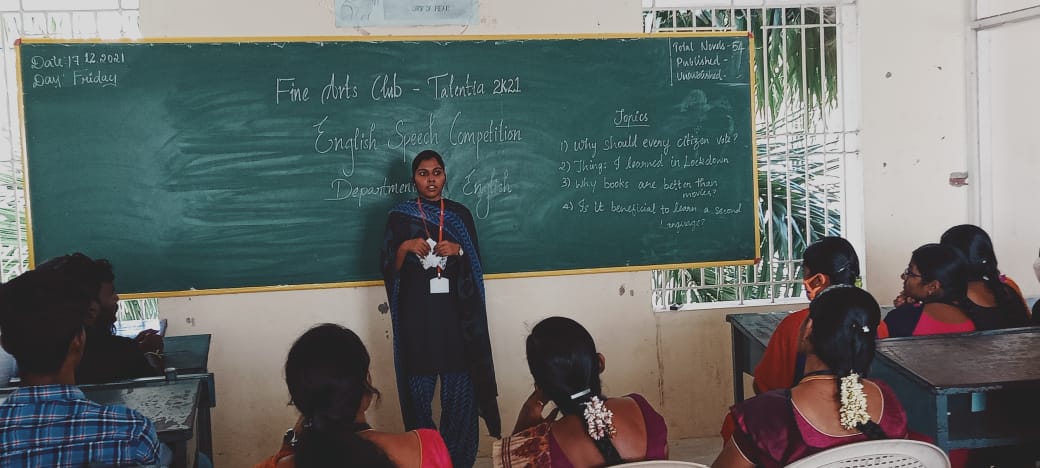 Date: 17.12.2021
Day: Friday
Fine Arts Club - Talentia 2K21
English Speech Competition
Department English
Total Novels - 54
Published -
Topics
1) Why should every citizen vote?
2) Things I learned in Lockdown
3) Why books are better than
movies?
4) Is it beneficial to learn a second
language?